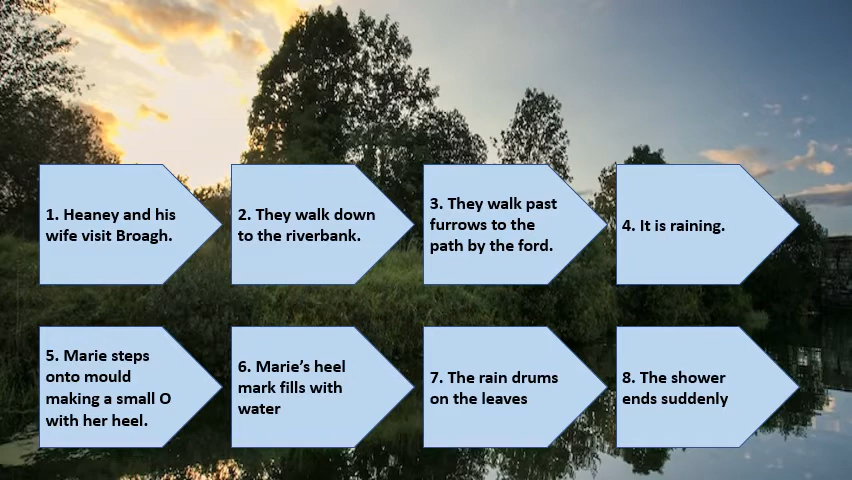 1. Heaney and his
wife visit Broagh.
2. They walk down
to the riverbank.
3. They walk past
furrows to the
path by the ford.
4. It is raining.
5. Marie steps
onto mould
making a small O
with her heel.
6. Marie’s heel
mark fills with
water
7. The rain drums
on the leaves
8. The shower
ends suddenly